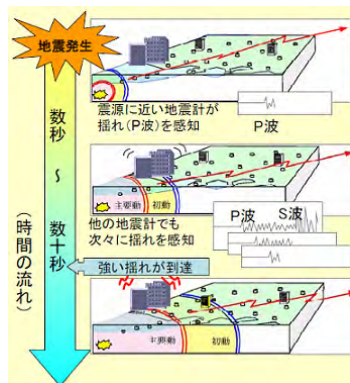 地震発生
震源に近い地震計が
揺れ(P波)を感知
P波
数秒
～
数十秒
(時間の流れ)
主要動
初動
他の地震計でも
次々に揺れを感知
P波
S波
強い揺れが到達
主要動
初動